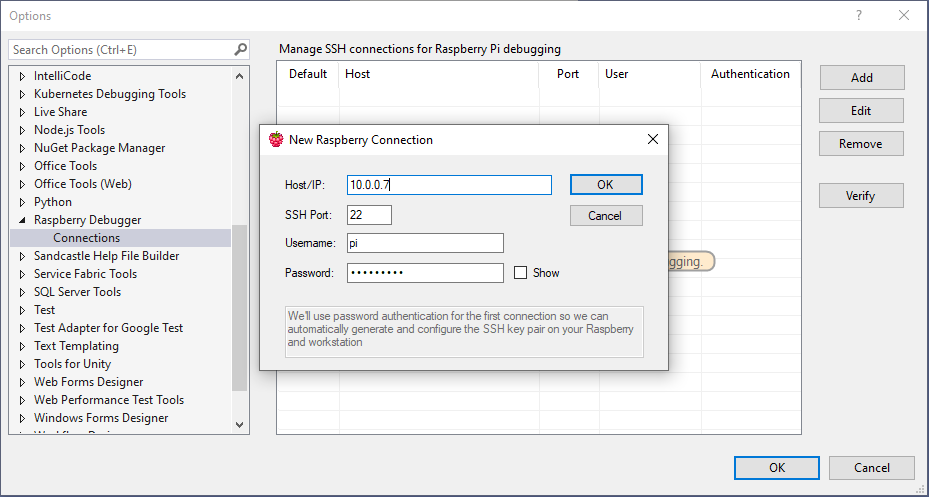 Options
?
Search Options (Ctrl+E)
IntelliCode
Kubernetes Debugging Tools
Live Share
Node.js Tools
NuGet Package Manager
Office Tools
Office Tools (Web)
Python
Raspberry Debugger
Connections
Sandcastle Help File Builder
Service Fabric Tools
SQL Server Tools
Test
Test Adapter for Google Test
Text Templating
Tools for Unity
Web Forms Designer
Web Performance Test Tools
Windows Forms Designer
Manage SSH connections for Raspberry Pi debugging
Default Host Port User Authentication
Add
Edit
Remove
Verify
gging.
New Raspberry Connection
Host/IP: 10.0.0.7
OK
SSH Port: 22
Cancel
Username: pi
Password: •••••••••
Show
We'll use password authentication for the first connection so we can
automatically generate and configure the SSH key pair on your Raspberry
and workstation
OK
Cancel